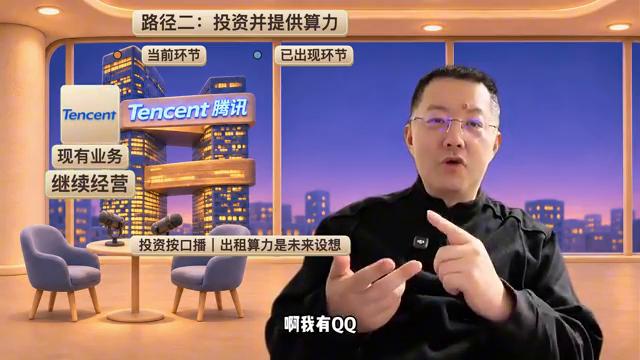 路径二：投资并提供算力
当前环节
已出现环节
Tencent
Tencent 腾讯
现有业务
继续经营
投资按口播｜出租算力是未来设想
啊我有QQ